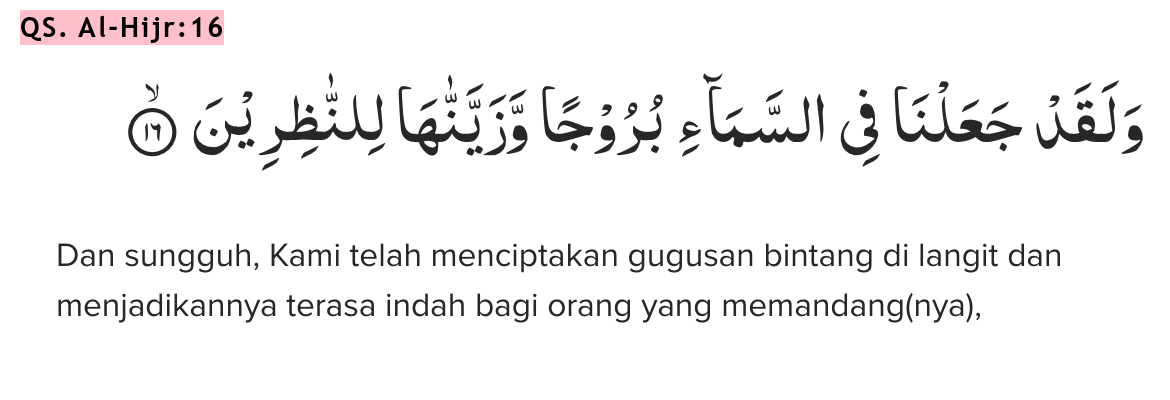 QS. Al-Hijr:16
وَلَقَدْ جَعَلْنَا فِى السَّمَاۤءِ بُرُوْجًا وَّزَيَّنّٰهَا لِلنّٰظِرِيْنَۙ ١٦
Dan sungguh, Kami telah menciptakan gugusan bintang di langit dan
menjadikannya terasa indah bagi orang yang memandang(nya),